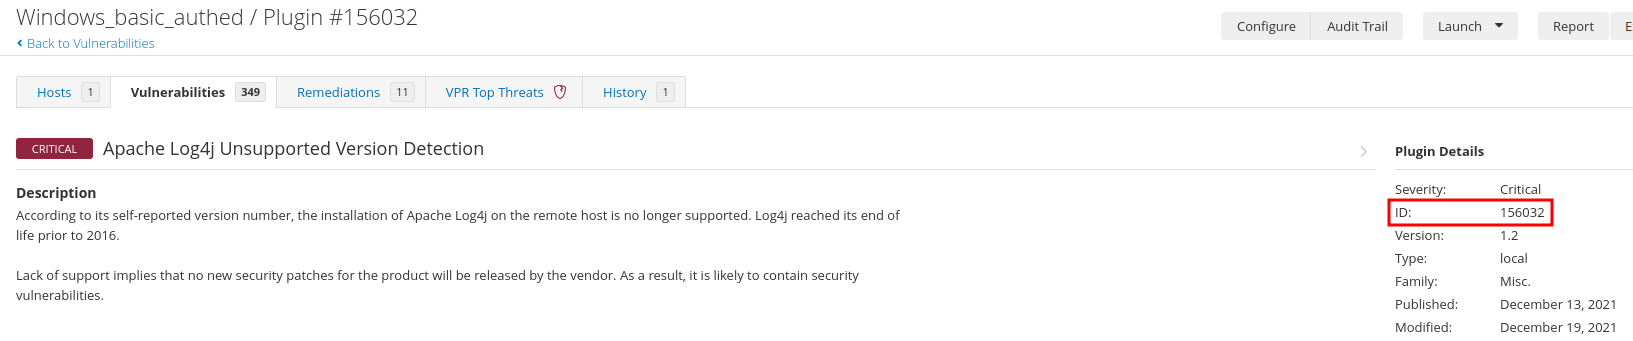 Windows_basic_authed / Plugin #156032
Back to Vulnerabilities
Configure Audit Trail Launch Report
Hosts 1 Vulnerabilities 349 Remediations 11 VPR Top Threats History 1
CRITICAL Apache Log4j Unsupported Version Detection
Description
According to its self-reported version number, the installation of Apache Log4j on the remote host is no longer supported. Log4j reached its end of
life prior to 2016.
Lack of support implies that no new security patches for the product will be released by the vendor. As a result, it is likely to contain security
vulnerabilities.
Plugin Details
Severity: Critical
ID: 156032
Version: 1.2
Type: local
Family: Misc.
Published: December 13, 2021
Modified: December 19, 2021